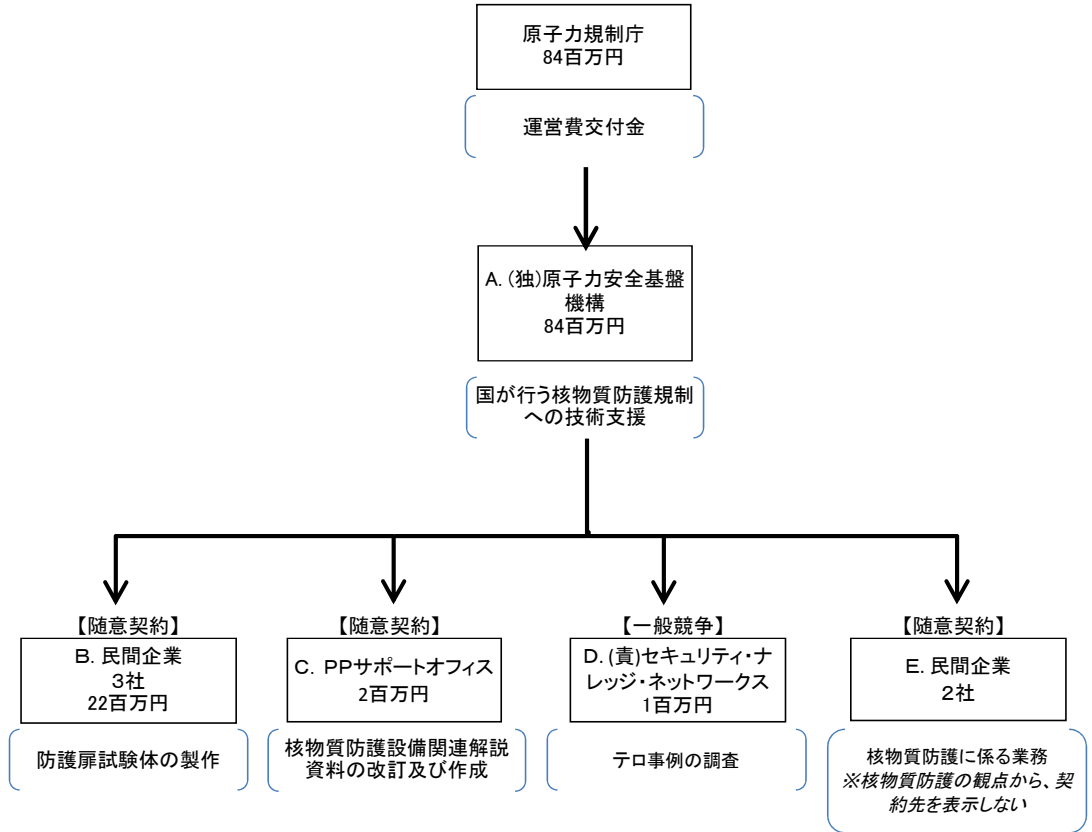 原子力規制庁
84百万円
運営費交付金
A. (独)原子力安全基盤
機構
84百万円
国が行う核物質防護規制
への技術支援
【随意契約】
B. 民間企業
3社
22百万円
防護扉試験体の製作
【随意契約】
C. PPサポートオフィス
2百万円
核物質防護設備関連解説
資料の改訂及び作成
【一般競争】
D. (責)セキュリティ・ナ
レッジ・ネットワークス
1百万円
テロ事例の調査
【随意契約】
E. 民間企業
2社
核物質防護に係る業務
※核物質防護の観点から、契
約先を表示しない